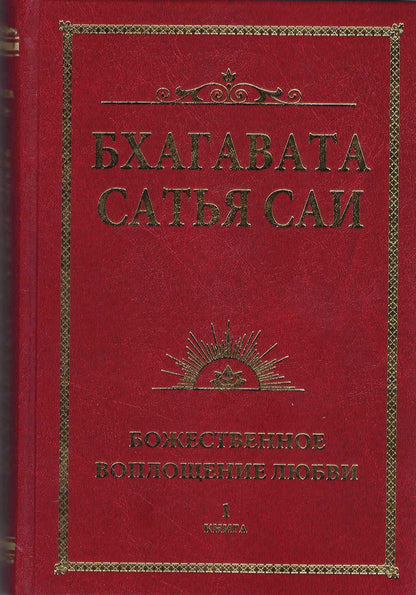 БХАГАВАТА
САТЬЯ САИ
БОЖЕСТВЕННОЕ
ВОПЛОЩЕНИЕ ЛЮБВИ
1
КНИГА